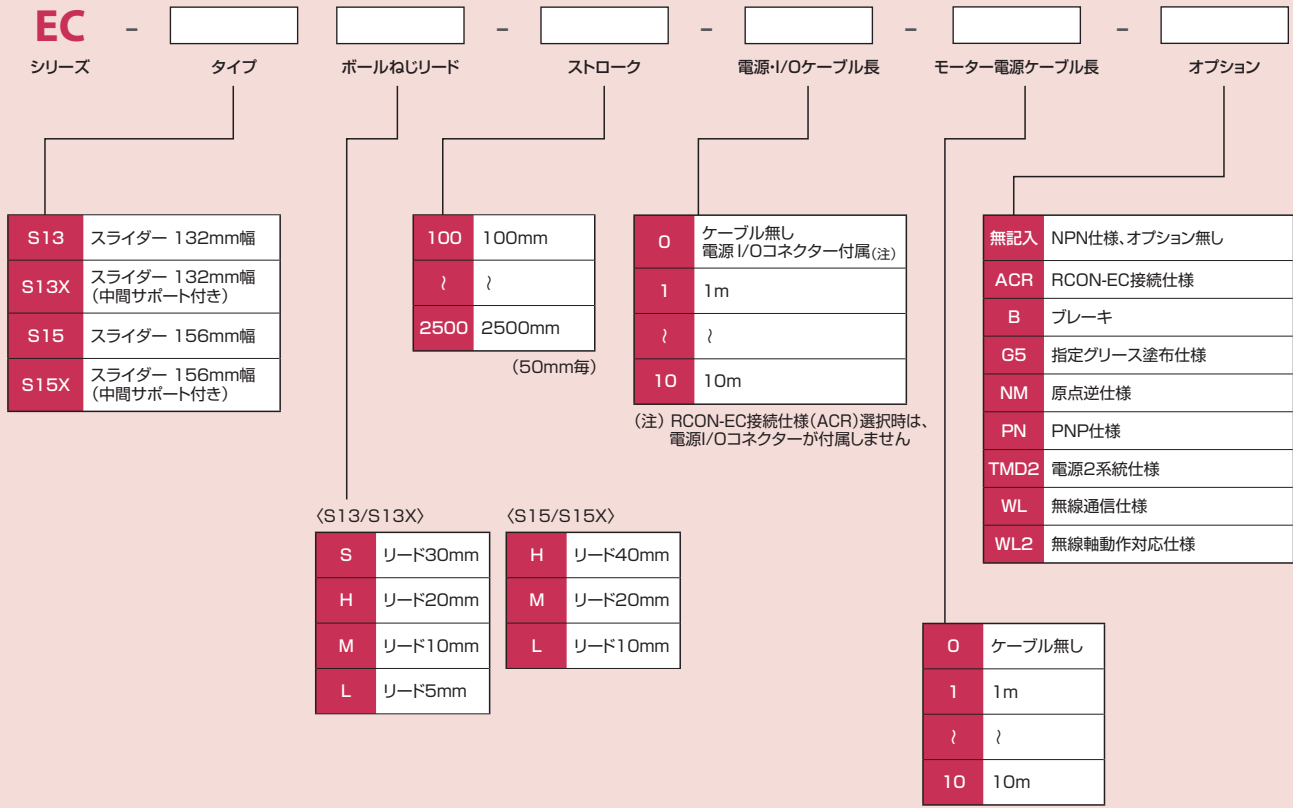 EC - - - - -
シリーズ タイプ ボールねじリード ストローク 電源・I/Oケーブル長 モーター電源ケーブル長 オプション
S13 スライダー 132mm幅
S13X スライダー 132mm幅
(中間サポート付き)
S15 スライダー 156mm幅
S15X スライダー 156mm幅
(中間サポート付き)
〈S13/S13X〉
S リード30mm
H リード20mm
M リード10mm
L リード5mm
〈S15/S15X〉
H リード40mm
M リード20mm
L リード10mm
100 100mm
〜 〜
2500 2500mm
(50mm毎)
0 ケーブル無し
電源I/Oコネクター付属(注)
1 1m
〜 〜
10 10m
(注) RCON-EC接続仕様(ACR)選択時は、
電源I/Oコネクターが付属しません
0 ケーブル無し
1 1m
〜 〜
10 10m
無記入 NPN仕様、オプション無し
ACR RCON-EC接続仕様
B ブレーキ
G5 指定グリース塗布仕様
NM 原点逆仕様
PN PNP仕様
TMD2 電源2系統仕様
WL 無線通信仕様
WL2 無線軸動作対応仕様